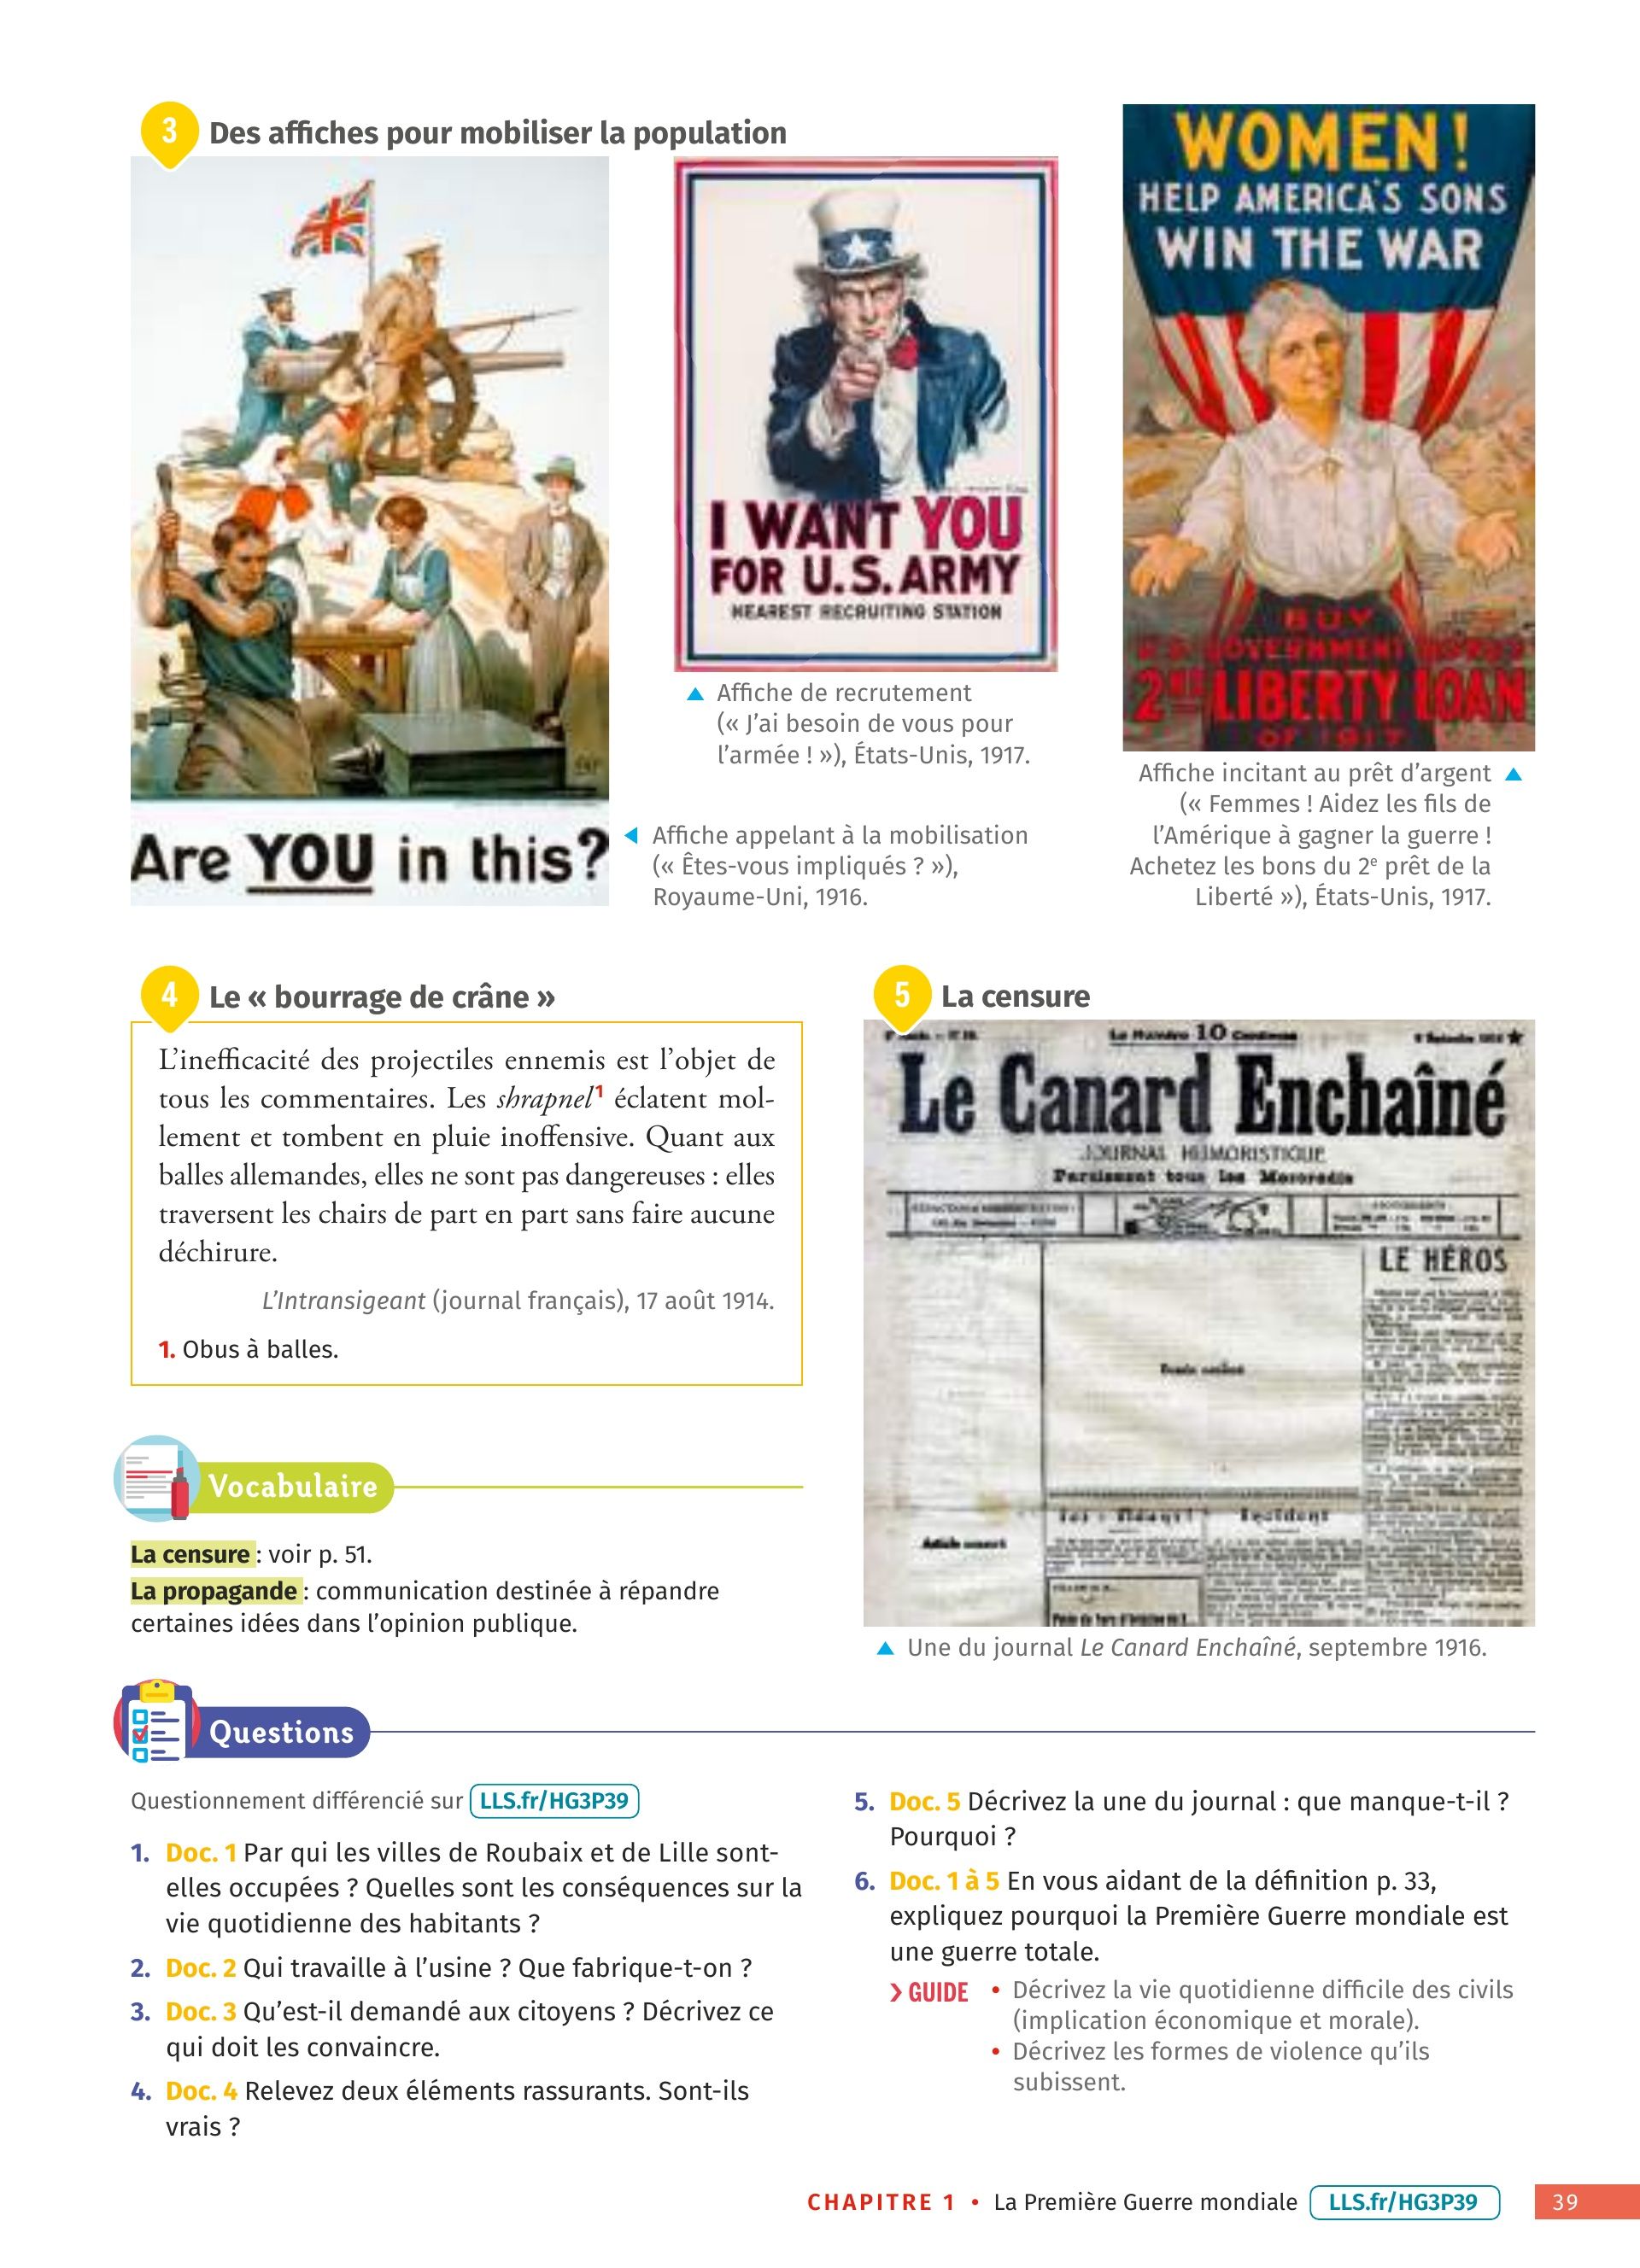 3 Des affiches pour mobiliser la population
Are YOU in this?
I WANT YOU
FOR U.S. ARMY
NEAREST RECRUITING STATION
WOMEN!
HELP AMERICA'S SONS
WIN THE WAR
BUY
U.S. GOVERNMENT BONDS
2ND LIBERTY LOAN
OF 1917
▲ Affiche de recrutement
(« J’ai besoin de vous pour
l’armée ! »), États-Unis, 1917.
◄ Affiche appelant à la mobilisation
(« Êtes-vous impliqués ? »),
Royaume-Uni, 1916.
Affiche incitant au prêt d’argent ▲
(« Femmes ! Aidez les fils de
l’Amérique à gagner la guerre !
Achetez les bons du 2e prêt de la
Liberté »), États-Unis, 1917.
4 Le « bourrage de crâne »
L’inefficacité des projectiles ennemis est l’objet de
tous les commentaires. Les shrapnel1 éclatent mol-
lement et tombent en pluie inoffensive. Quant aux
balles allemandes, elles ne sont pas dangereuses : elles
traversent les chairs de part en part sans faire aucune
déchirure.
L’Intransigeant (journal français), 17 août 1914.
1. Obus à balles.
5 La censure
Le Numéro 10 Centimes
Le Canard Enchaîné
JOURNAL HUMORISTIQUE
Paraissant tous les Mercredis
LE HÉROS
Incident
▲ Une du journal Le Canard Enchaîné, septembre 1916.
Vocabulaire
La censure : voir p. 51.
La propagande : communication destinée à répandre
certaines idées dans l’opinion publique.
Questions
Questionnement différencié sur LLS.fr/HG3P39
1. Doc. 1 Par qui les villes de Roubaix et de Lille sont-
elles occupées ? Quelles sont les conséquences sur la
vie quotidienne des habitants ?
2. Doc. 2 Qui travaille à l’usine ? Que fabrique-t-on ?
3. Doc. 3 Qu’est-il demandé aux citoyens ? Décrivez ce
qui doit les convaincre.
4. Doc. 4 Relevez deux éléments rassurants. Sont-ils
vrais ?
5. Doc. 5 Décrivez la une du journal : que manque-t-il ?
Pourquoi ?
6. Doc. 1 à 5 En vous aidant de la définition p. 33,
expliquez pourquoi la Première Guerre mondiale est
une guerre totale.
› GUIDE • Décrivez la vie quotidienne difficile des civils
(implication économique et morale).
• Décrivez les formes de violence qu’ils
subissent.
CHAPITRE 1 • La Première Guerre mondiale LLS.fr/HG3P39 39